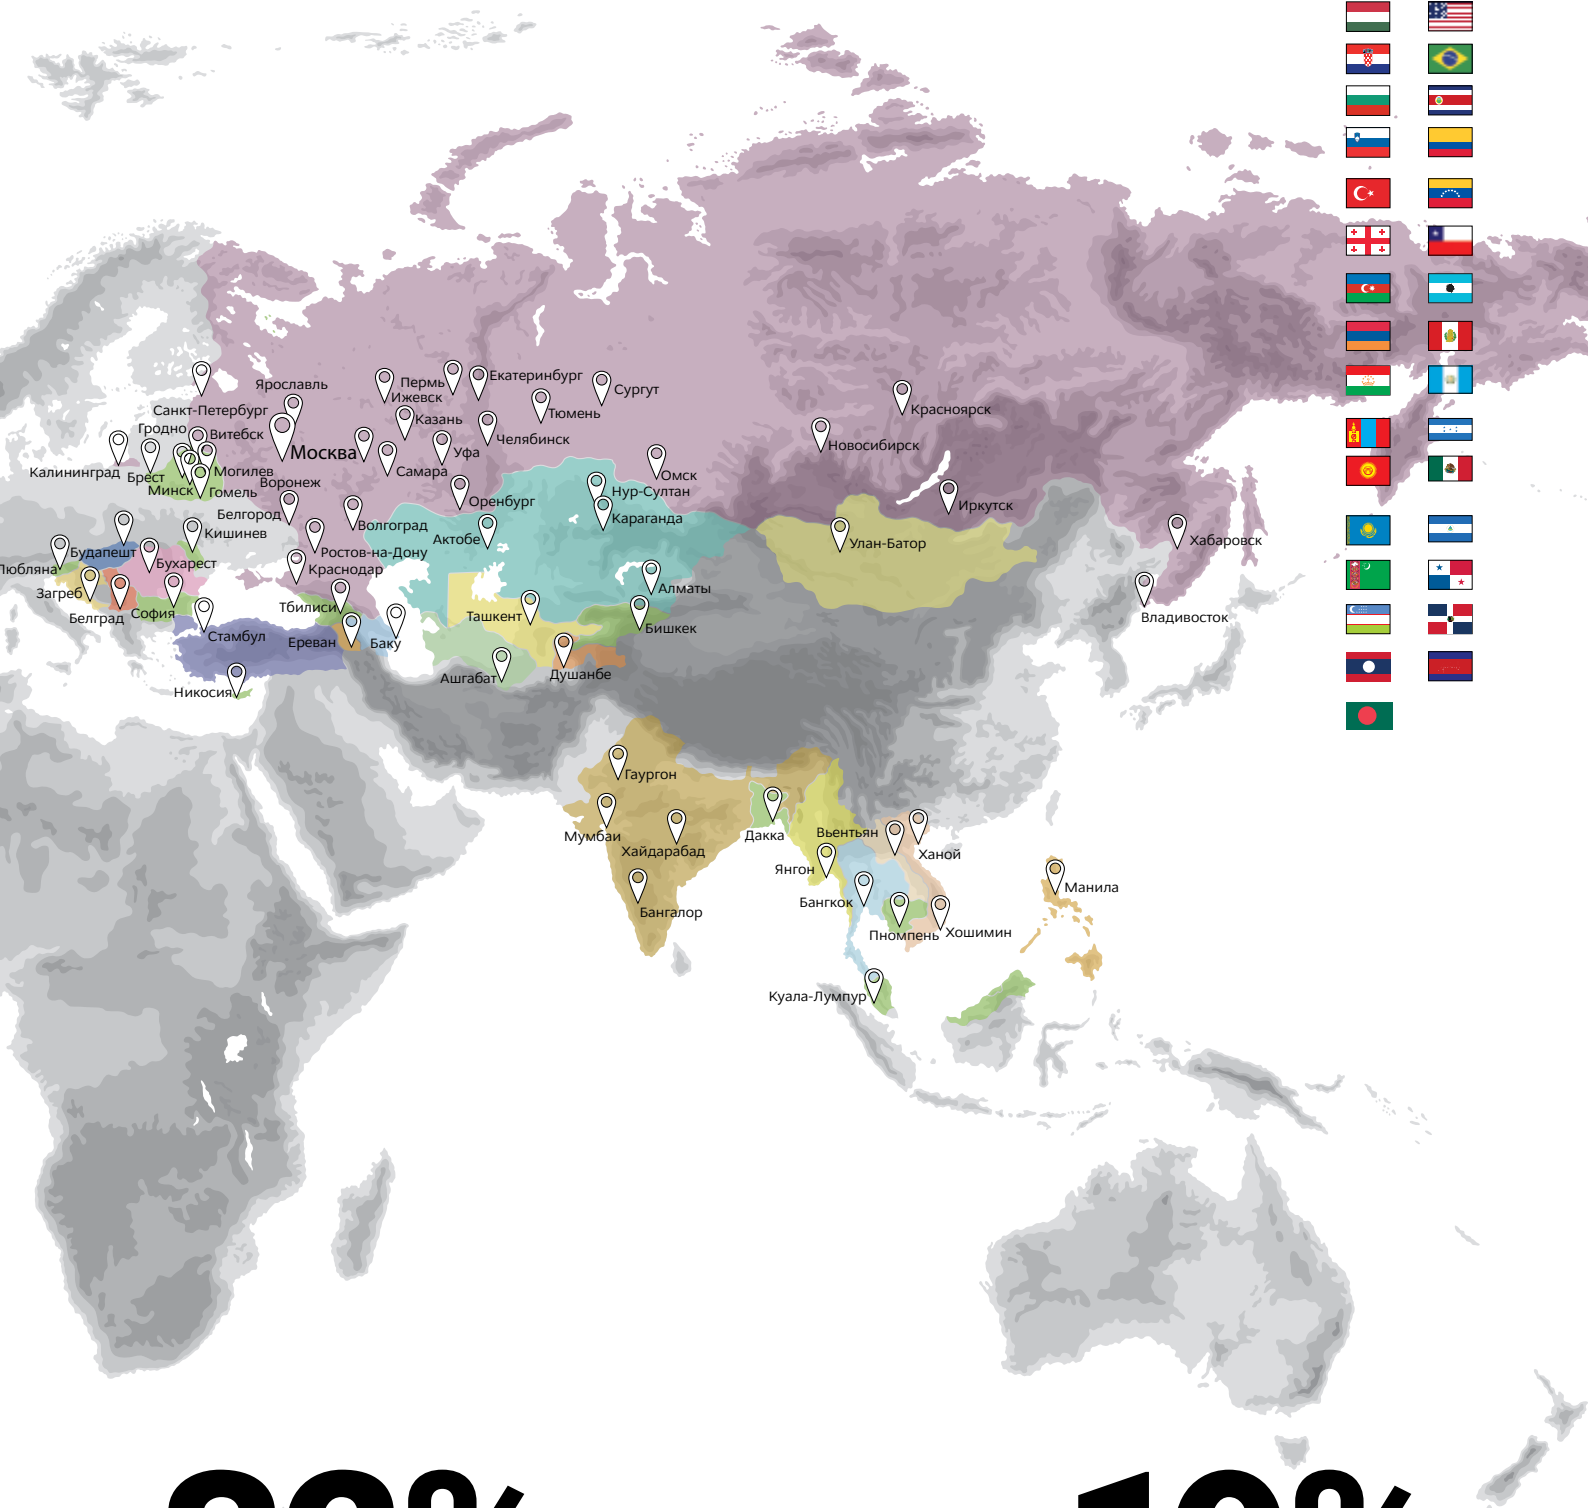 Ярославль
Пермь
Екатеринбург
Ижевск
Сургут
Санкт-Петербург
Казань
Тюмень
Красноярск
Гродно
Витебск
Челябинск
Новосибирск
Москва
Уфа
Калининград
Брест
Могилев
Самара
Омск
Минск
Гомель
Воронеж
Нур-Султан
Оренбург
Иркутск
Белгород
Волгоград
Караганда
Кишинев
Актобе
Хабаровск
Улан-Батор
Будапешт
Ростов-на-Дону
Любляна
Бухарест
Краснодар
Алматы
Загреб
Тбилиси
Белград
София
Ташкент
Владивосток
Стамбул
Ереван
Баку
Бишкек
Ашгабат
Душанбе
Никосия
Гаургон
Мумбаи
Дакка
Вьентьян
Хайдарабад
Ханой
Янгон
Манила
Бангкок
Бангалор
Пномпень
Хошимин
Куала-Лумпур